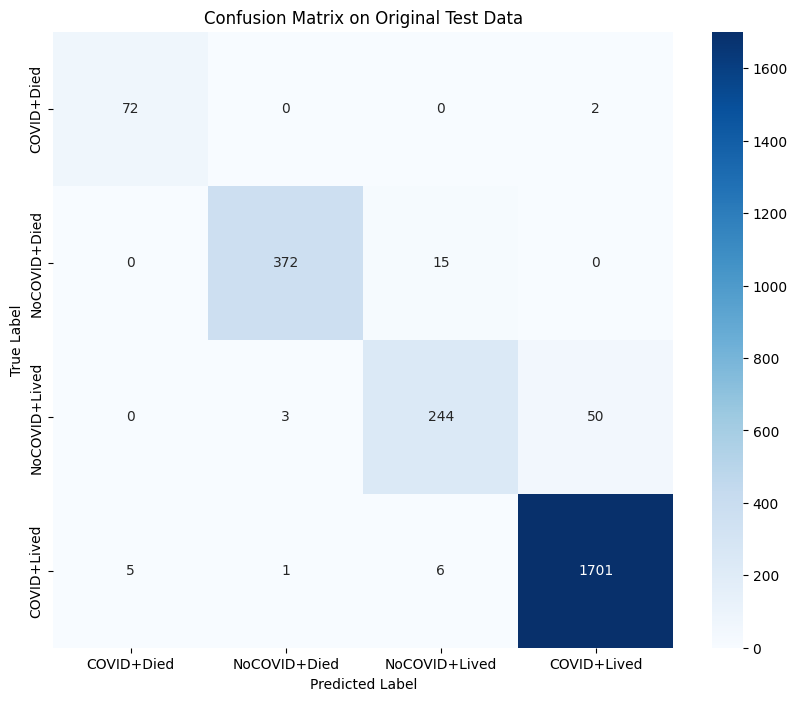 Confusion Matrix on Original Test Data
True Label
COVID+Died
72 0 0 2
NoCOVID+Died
0 372 15 0
NoCOVID+Lived
0 3 244 50
COVID+Lived
5 1 6 1701
COVID+Died NoCOVID+Died NoCOVID+Lived COVID+Lived
Predicted Label
1600
1400
1200
1000
800
600
400
200
0